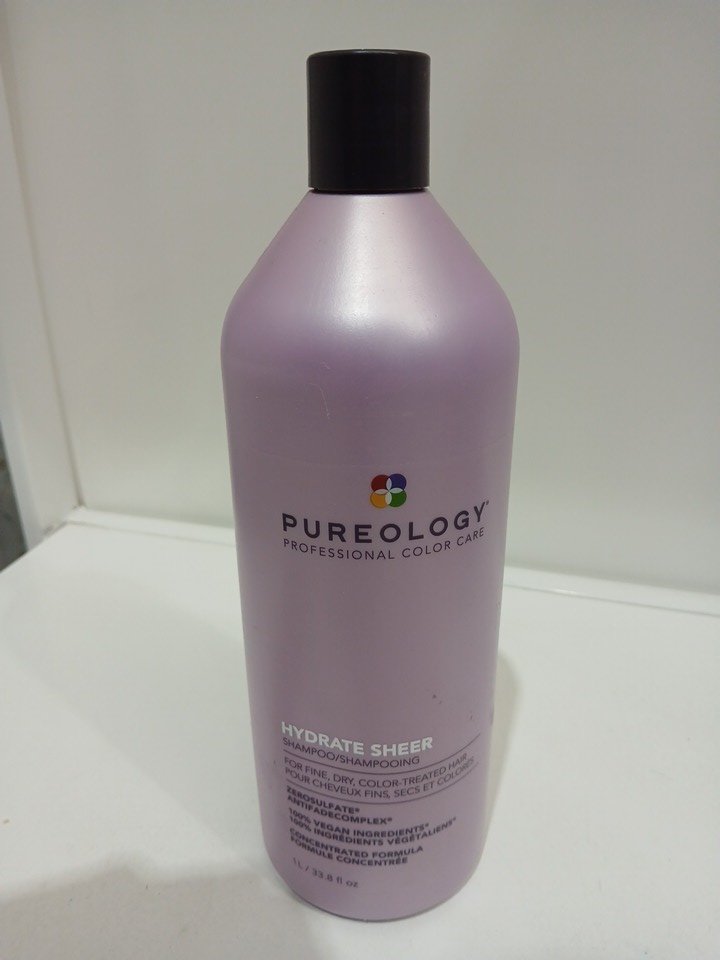 PUREOLOGY®
PROFESSIONAL COLOR CARE
HYDRATE SHEER
SHAMPOO/SHAMPOOING
FOR FINE, DRY, COLOR-TREATED HAIR
POUR CHEVEUX FINS, SECS ET COLORÉS
ZEROSULFATE®
ANTIFADECOMPLEX®
100% VEGAN INGREDIENTS*
100% INGRÉDIENTS VÉGÉTALIENS*
CONCENTRATED FORMULA
FORMULE CONCENTRÉE
1L / 33.8 fl oz